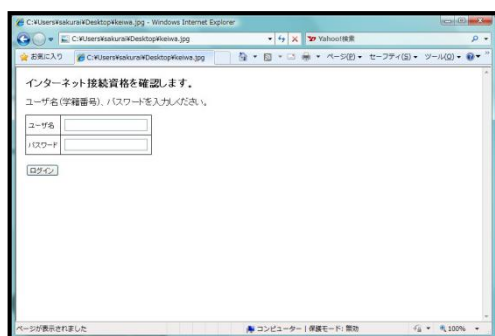 C:¥Users¥sakurai¥Desktop¥keiwa.jpg - Windows Internet Explorer
C:¥Users¥sakurai¥Desktop¥keiwa.jpg
Yahoo!検索
お気に入り
C:¥Users¥sakurai¥Desktop¥keiwa.jpg
ページ(P)
セーフティ(S)
ツール(O)
インターネット接続資格を確認します。
ユーザ名(学籍番号)、パスワードを入力ください。
ユーザ名
パスワード
ログイン
ページが表示されました
コンピューター | 保護モード: 無効
100%